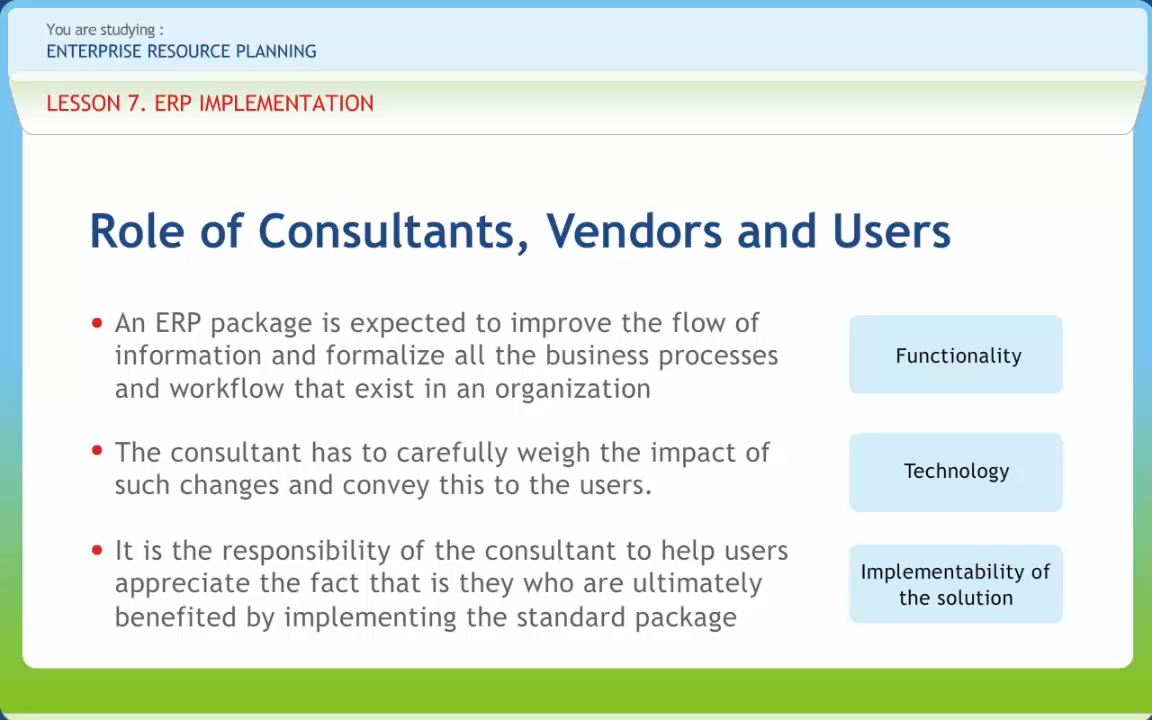 You are studying :
ENTERPRISE RESOURCE PLANNING
LESSON 7. ERP IMPLEMENTATION
Role of Consultants, Vendors and Users
• An ERP package is expected to improve the flow of
information and formalize all the business processes
and workflow that exist in an organization
• The consultant has to carefully weigh the impact of
such changes and convey this to the users.
• It is the responsibility of the consultant to help users
appreciate the fact that is they who are ultimately
benefited by implementing the standard package
Functionality
Technology
Implementability of
the solution